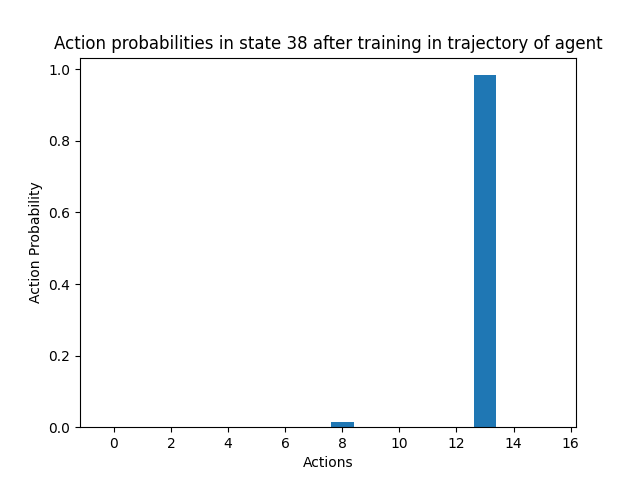 Action probabilities in state 38 after training in trajectory of agent
1.0
0.8
0.6
0.4
0.2
0.0
Action Probability
0 2 4 6 8 10 12 14 16
Actions